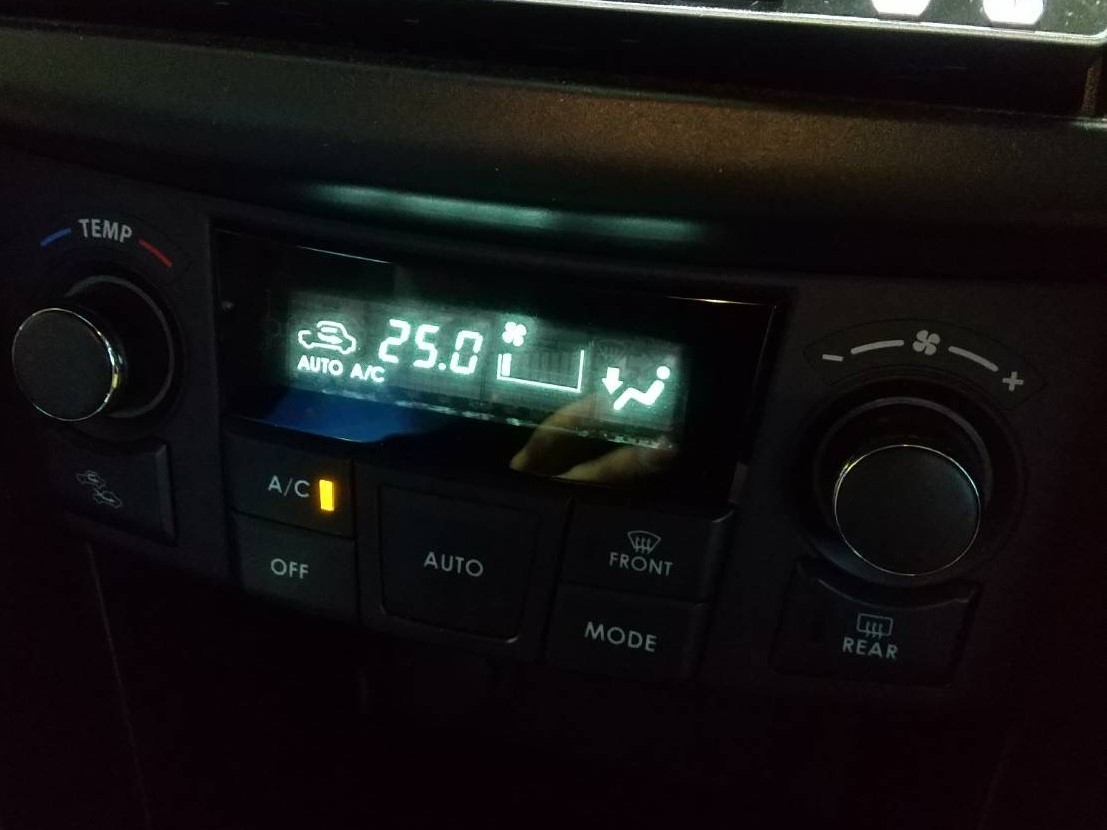 TEMP
25.0
AUTO A/C
- +
A/C
OFF
AUTO
FRONT
MODE
REAR